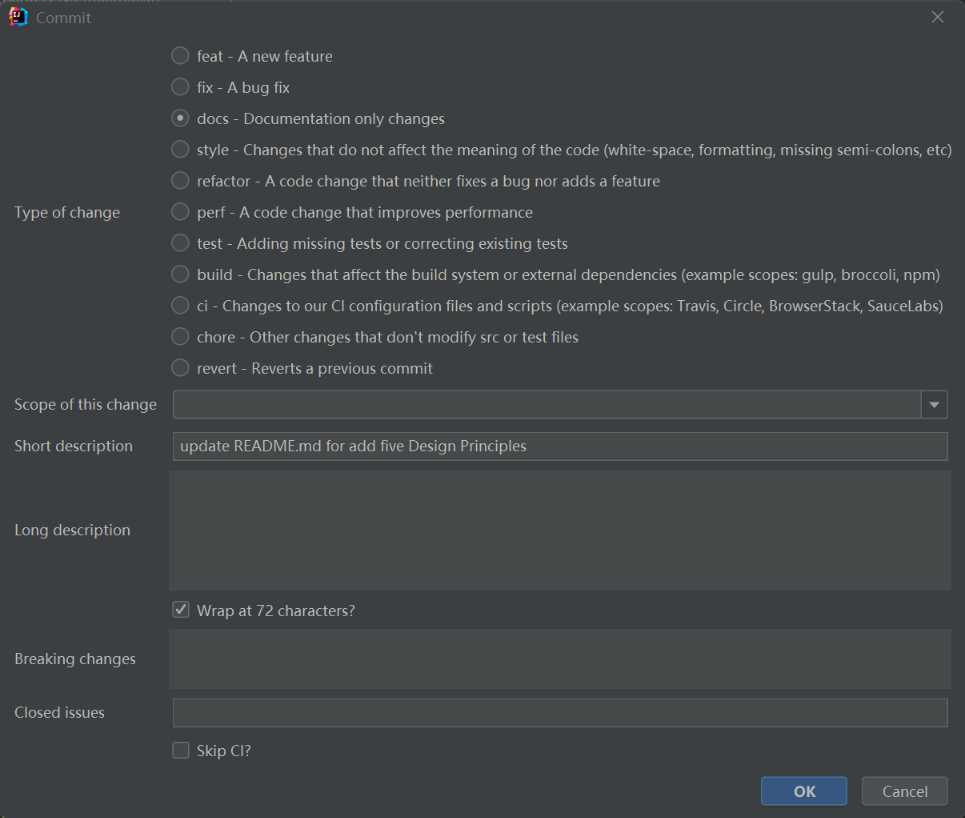 Commit
feat - A new feature
fix - A bug fix
docs - Documentation only changes
style - Changes that do not affect the meaning of the code (white-space, formatting, missing semi-colons, etc)
refactor - A code change that neither fixes a bug nor adds a feature
Type of change
perf - A code change that improves performance
test - Adding missing tests or correcting existing tests
build - Changes that affect the build system or external dependencies (example scopes: gulp, broccoli, npm)
ci - Changes to our CI configuration files and scripts (example scopes: Travis, Circle, BrowserStack, SauceLabs)
chore - Other changes that don't modify src or test files
revert - Reverts a previous commit
Scope of this change
Short description
update README.md for add five Design Principles
Long description
Wrap at 72 characters?
Breaking changes
Closed issues
Skip CI?
OK
Cancel